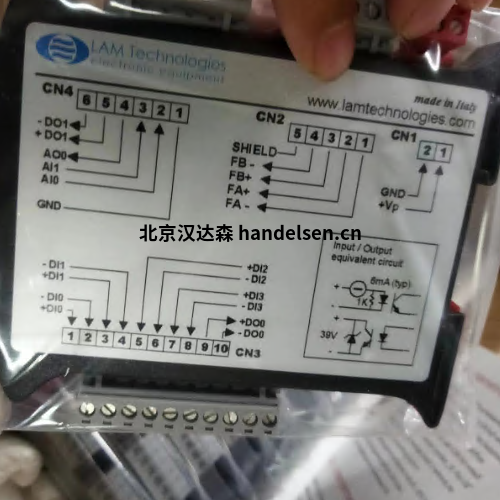 LAM Technologies
electronic equipment
made in Italy
www.lamtechnologies.com
CN4
6 5 4 3 2 1
- DO1
+ DO1
AO0
AI1
AI0
GND
CN2
5 4 3 2 1
SHIELD
FB -
FB+
FA+
FA -
CN1
2 1
GND
+Vp
北京汉达森 handelsen.cn
Input / Output
equivalent circuit
6mA (typ)
1K
39V
- DI1
+DI1
- DI0
+DI0
+DI2
- DI2
+DI3
- DI3
+DO0
-DO0
1 2 3 4 5 6 7 8 9 10
CN3